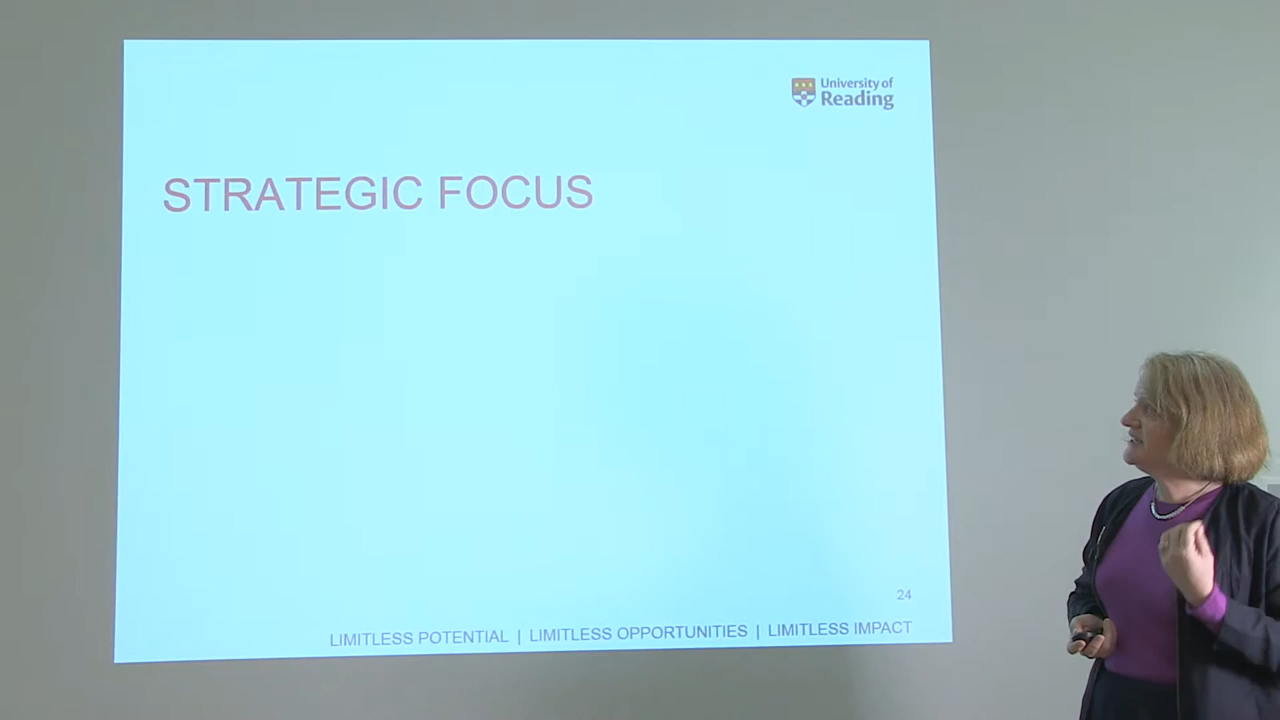 University of
Reading
STRATEGIC FOCUS
24
LIMITLESS POTENTIAL | LIMITLESS OPPORTUNITIES | LIMITLESS IMPACT